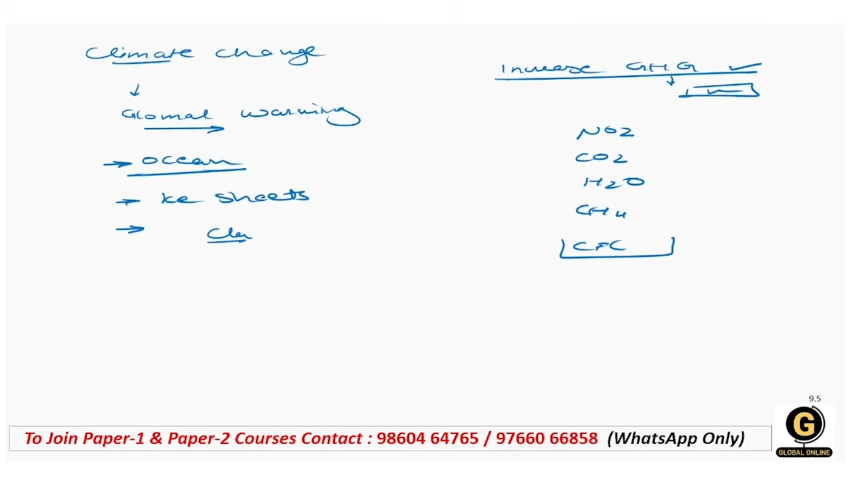 Climate change
Glomal warming
→ ocean
→ Ice sheets
→ Cla
Increase GHG ✓
NO2
CO2
H2O
CH4
CFC
9.5
G
GLOBAL ONLINE
To Join Paper-1 & Paper-2 Courses Contact : 98604 64765 / 97660 66858 (WhatsApp Only)